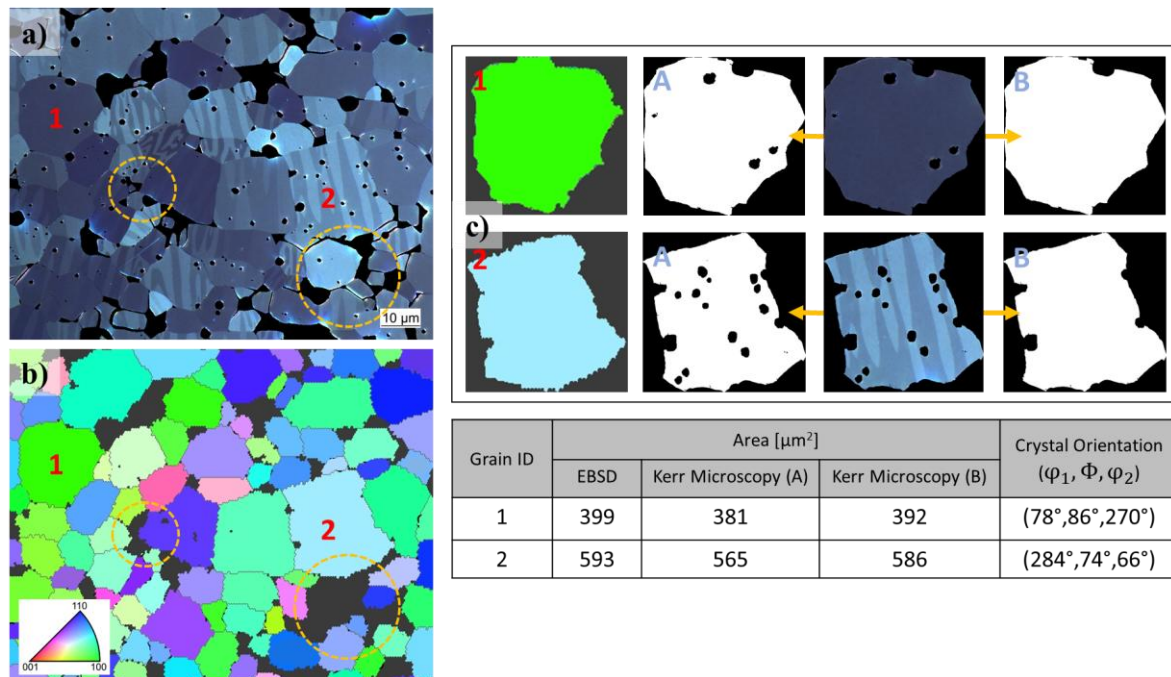 a)
1
2
10 µm
b)
1
2
110
001
100
c)
1
A
B
2
A
B
Grain ID
Area [µm²]
Crystal Orientation
(φ₁, Φ, φ₂)
EBSD
Kerr Microscopy (A)
Kerr Microscopy (B)
1
399
381
392
(78°,86°,270°)
2
593
565
586
(284°,74°,66°)